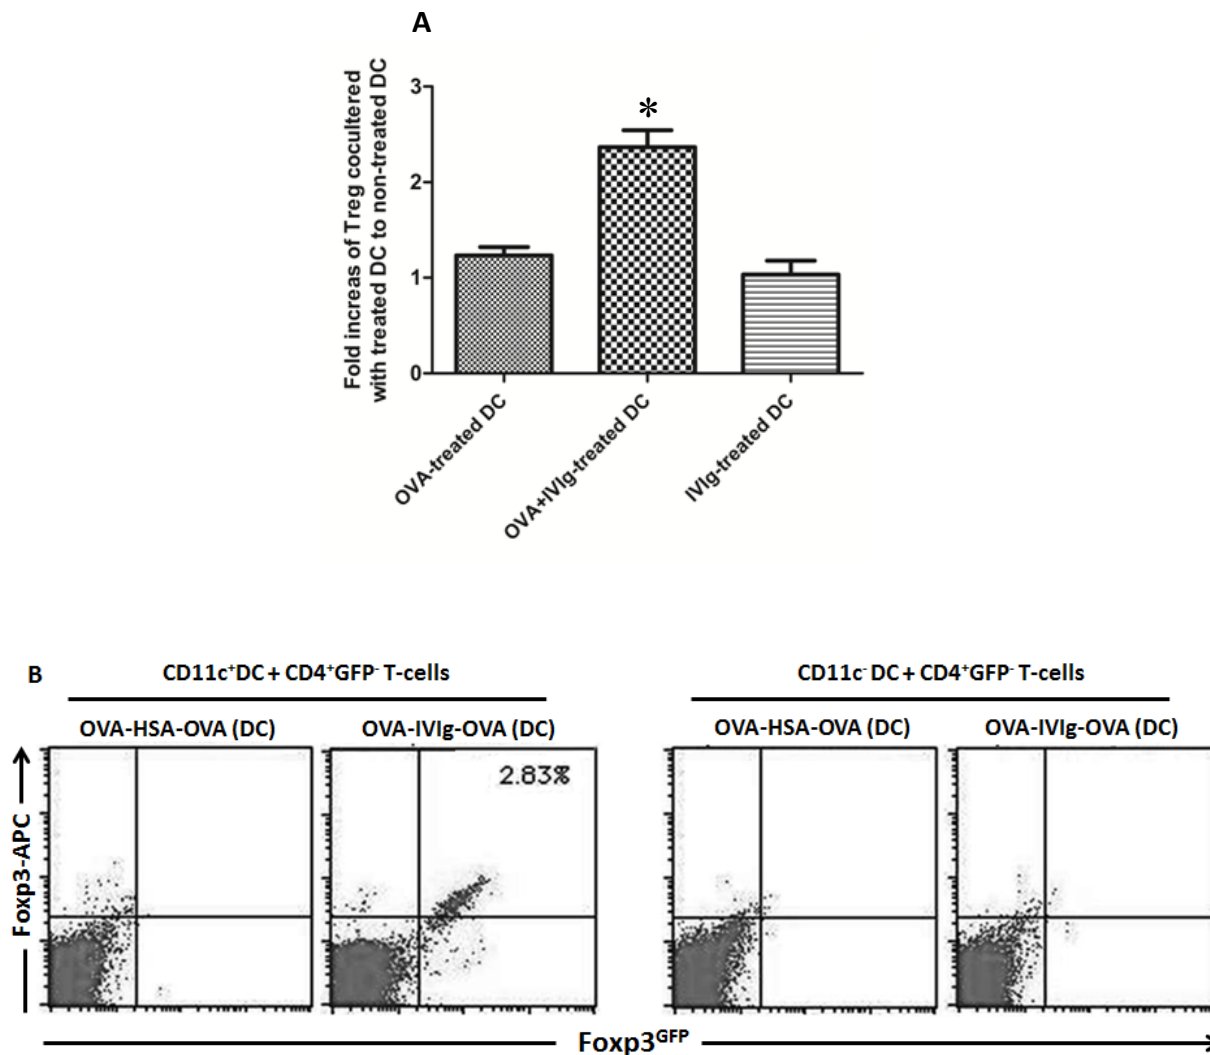 A
Fold increas of Treg cocultered
with treated DC to non-treated DC
3
*
2
1
0
OVA-treated DC
OVA+IVIg-treated DC
IVIg-treated DC
B
CD11c⁺DC + CD4⁺GFP⁻ T-cells
CD11c⁻ DC + CD4⁺GFP⁻ T-cells
OVA-HSA-OVA (DC)
OVA-IVIg-OVA (DC)
OVA-HSA-OVA (DC)
OVA-IVIg-OVA (DC)
2.83%
Foxp3-APC
Foxp3ᴳᶠᴾ